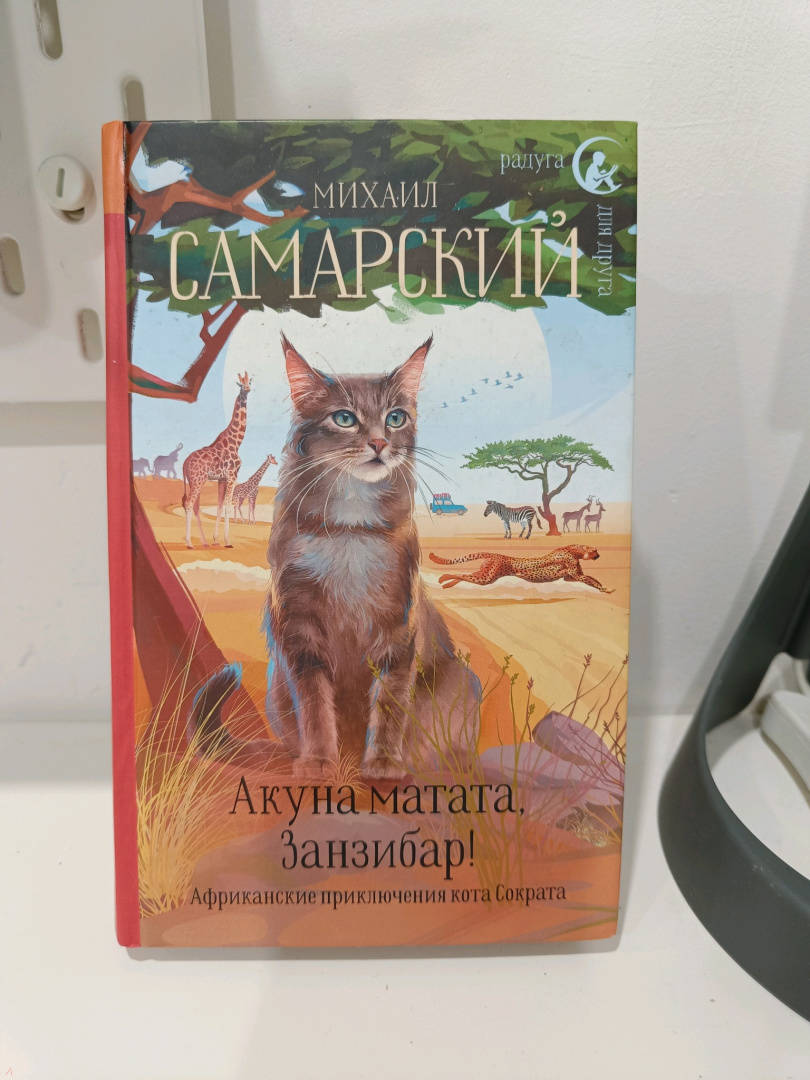 радуга
для друга
МИХАИЛ
САМАРСКИЙ
Акуна матата,
Занзибар!
Африканские приключения кота Сократа